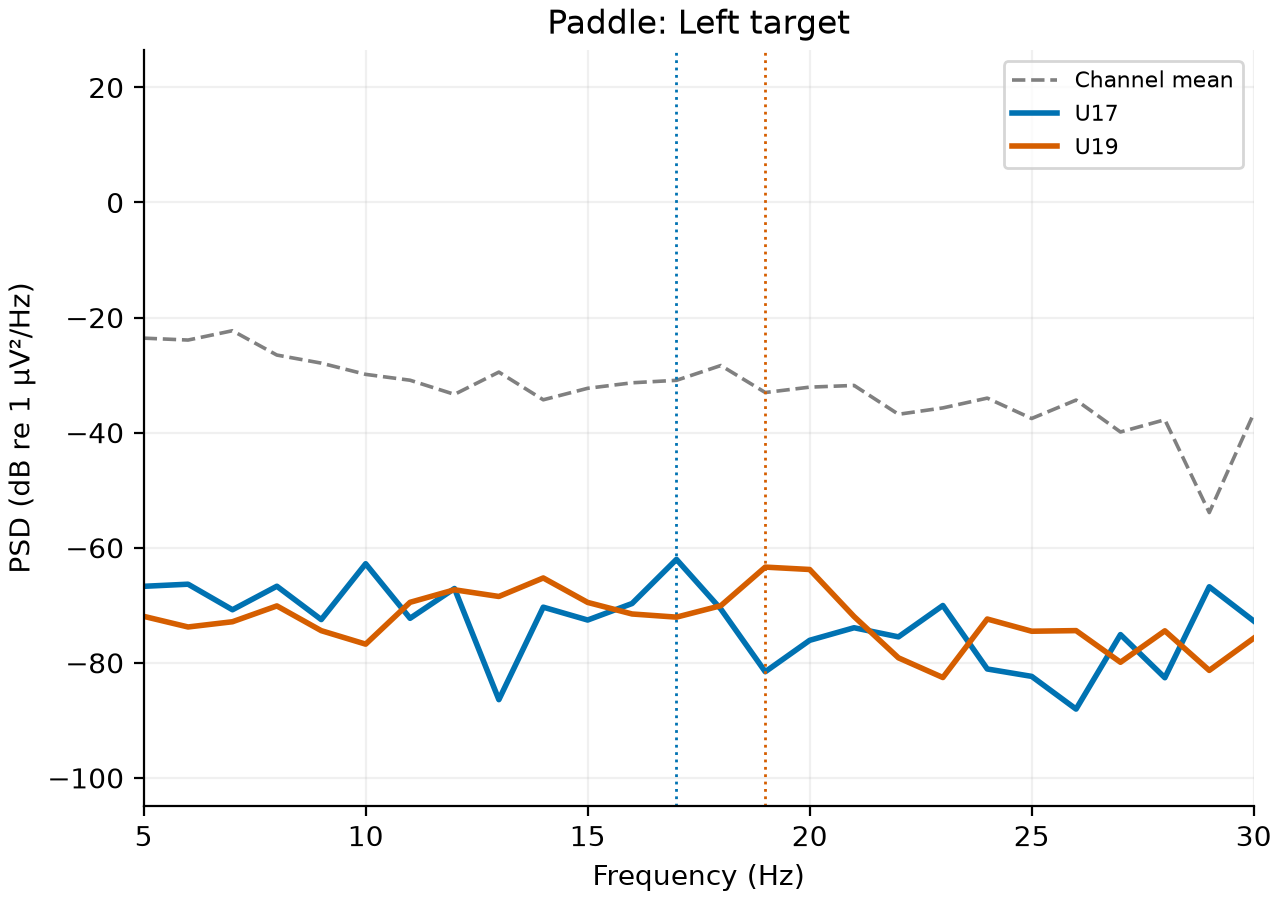 Paddle: Left target
Channel mean
U17
U19
PSD (dB re 1 µV²/Hz)
20
0
−20
−40
−60
−80
−100
5
10
15
20
25
30
Frequency (Hz)